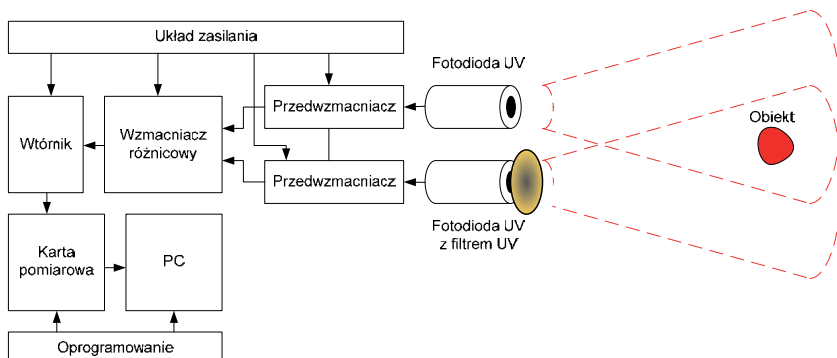 Układ zasilania
Fotodioda UV
Przedwzmacniacz
Obiekt
Wtórnik
Wzmacniacz
różnicowy
Przedwzmacniacz
Fotodioda UV
z filtrem UV
Karta
pomiarowa
PC
Oprogramowanie